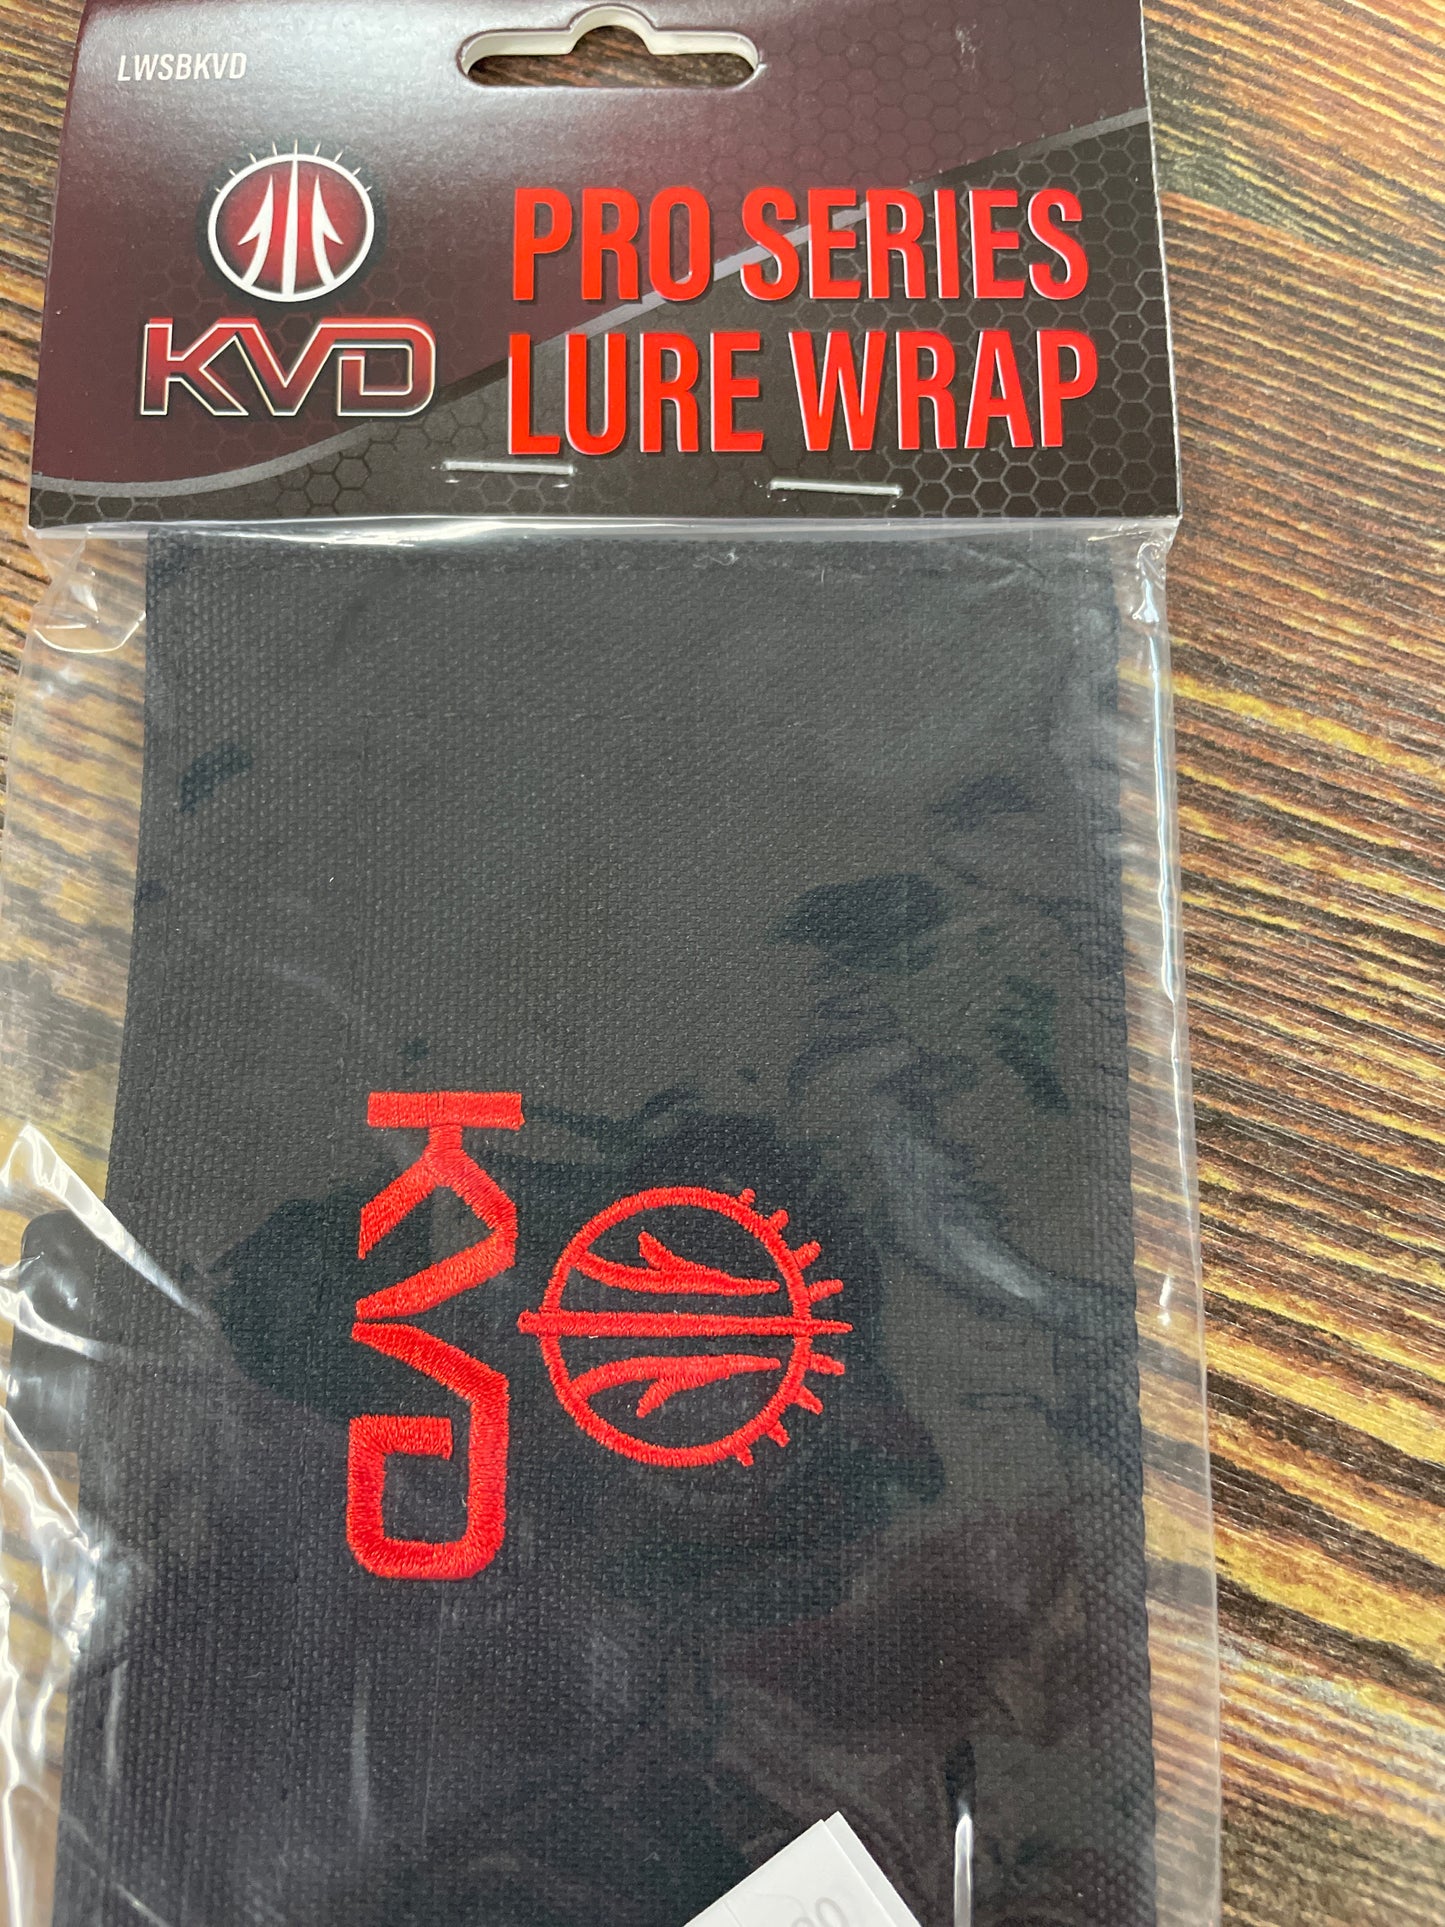 LWSBKVD
KVD
PRO SERIES
LURE WRAP
KVD